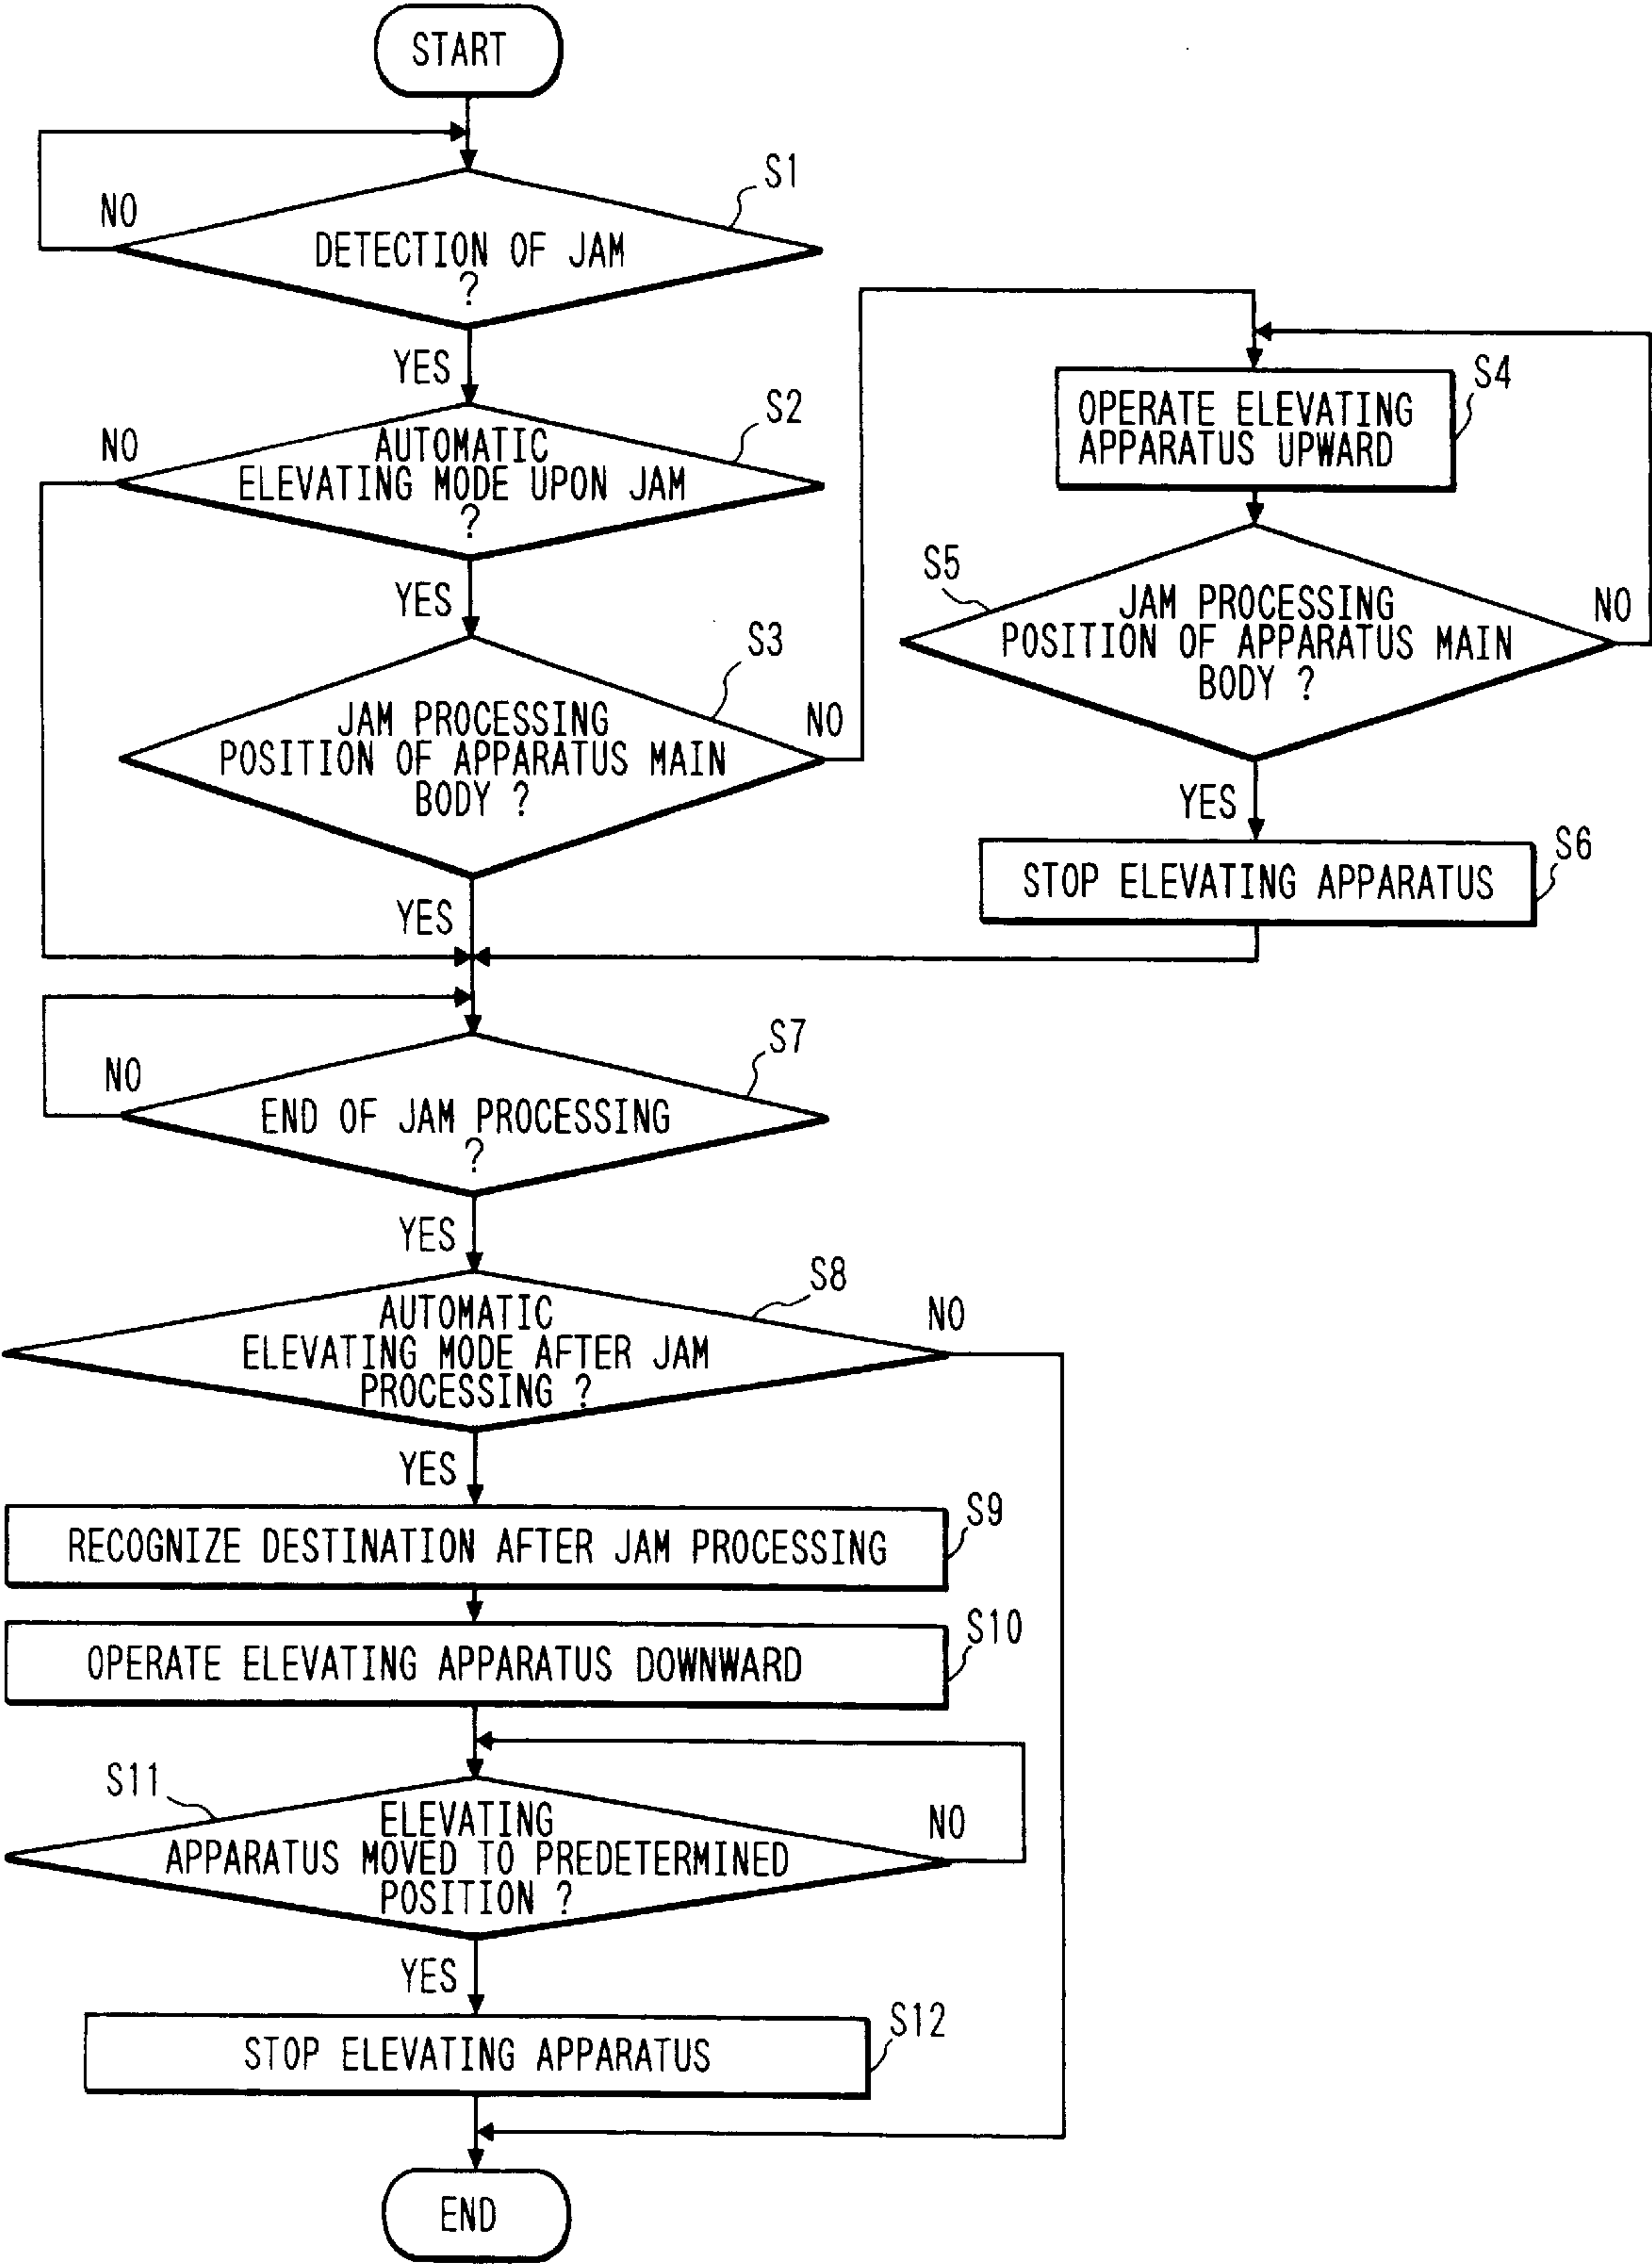 START
S1
NO
DETECTION OF JAM
?
YES
S2
NO
AUTOMATIC
ELEVATING MODE UPON JAM
?
YES
S3
JAM PROCESSING
POSITION OF APPARATUS MAIN
BODY ?
NO
YES
S4
OPERATE ELEVATING
APPARATUS UPWARD
S5
JAM PROCESSING
POSITION OF APPARATUS MAIN
BODY ?
NO
YES
S6
STOP ELEVATING APPARATUS
S7
NO
END OF JAM PROCESSING
?
YES
S8
AUTOMATIC
ELEVATING MODE AFTER JAM
PROCESSING ?
NO
YES
S9
RECOGNIZE DESTINATION AFTER JAM PROCESSING
S10
OPERATE ELEVATING APPARATUS DOWNWARD
S11
ELEVATING
APPARATUS MOVED TO PREDETERMINED
POSITION ?
NO
YES
S12
STOP ELEVATING APPARATUS
END